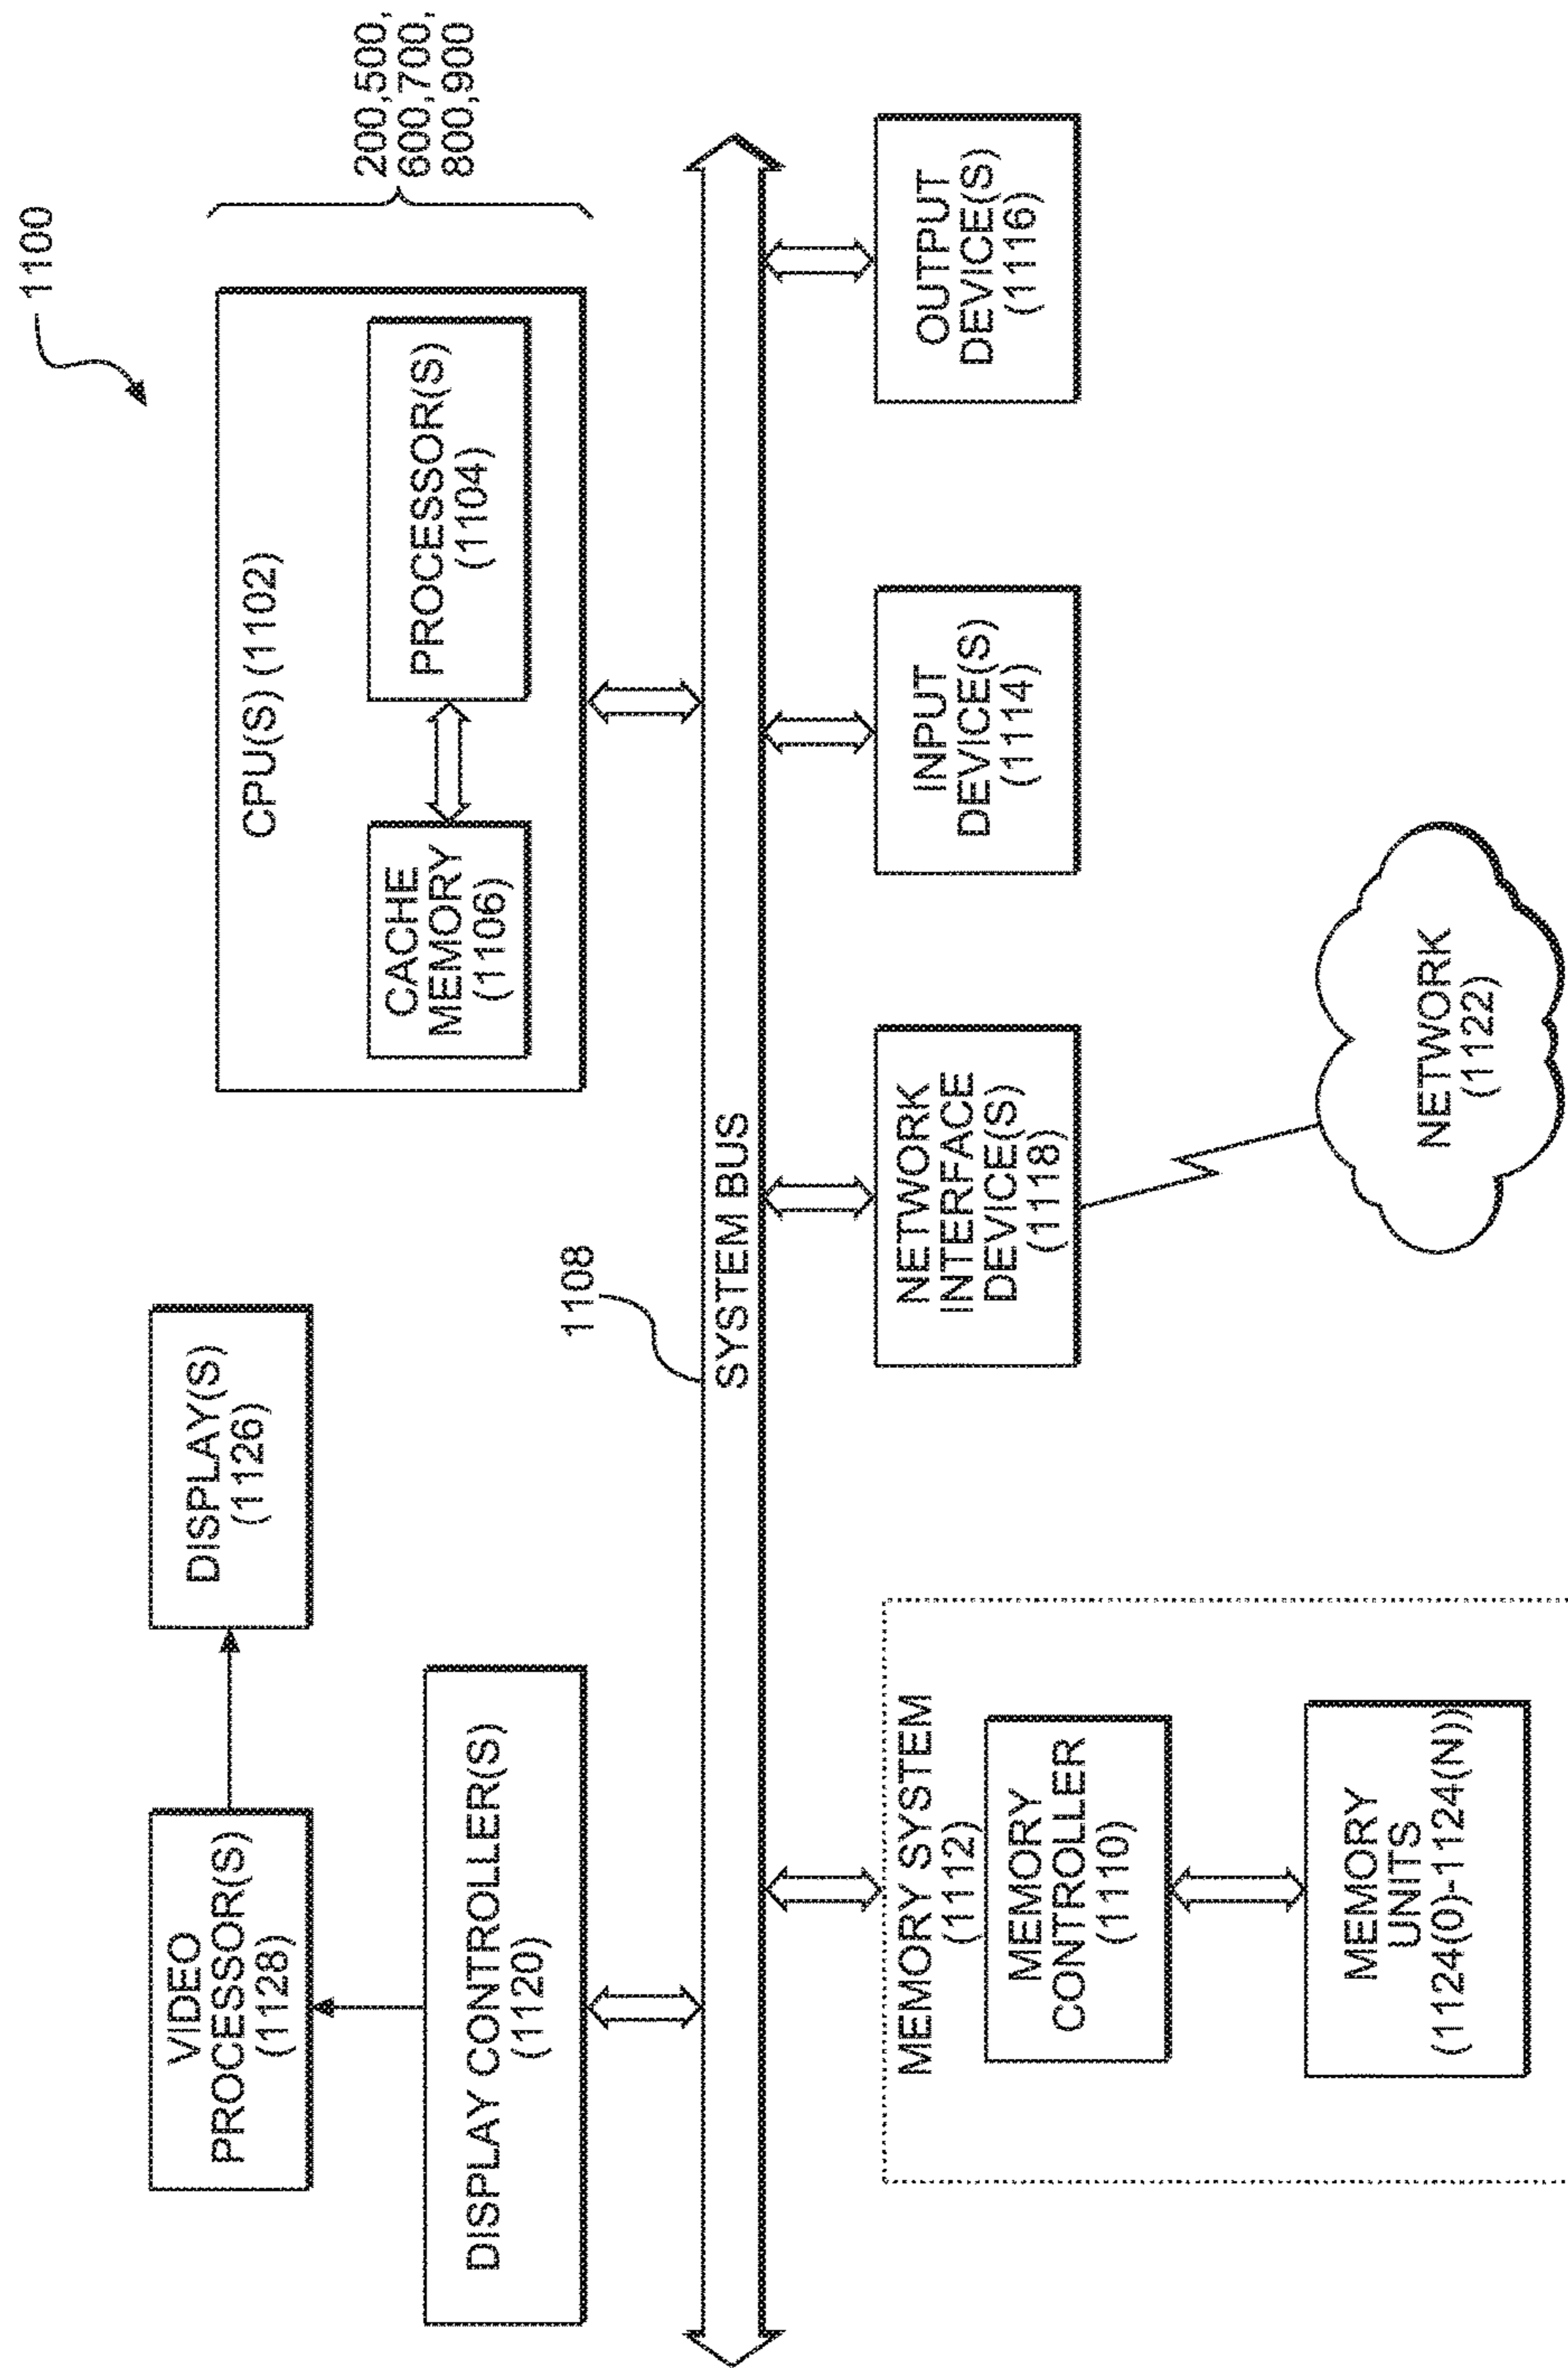 1100
200,500,
600,700,
800,900
VIDEO
PROCESSOR(S)
(1128)
DISPLAY(S)
(1126)
CPU(S) (1102)
CACHE
MEMORY
(1106)
PROCESSOR(S)
(1104)
DISPLAY CONTROLLER(S)
(1120)
1108
SYSTEM BUS
MEMORY SYSTEM
(1112)
MEMORY
CONTROLLER
(1110)
MEMORY
UNITS
(1124(0)-1124(N))
NETWORK
INTERFACE
DEVICE(S)
(1118)
INPUT
DEVICE(S)
(1114)
OUTPUT
DEVICE(S)
(1116)
NETWORK
(1122)